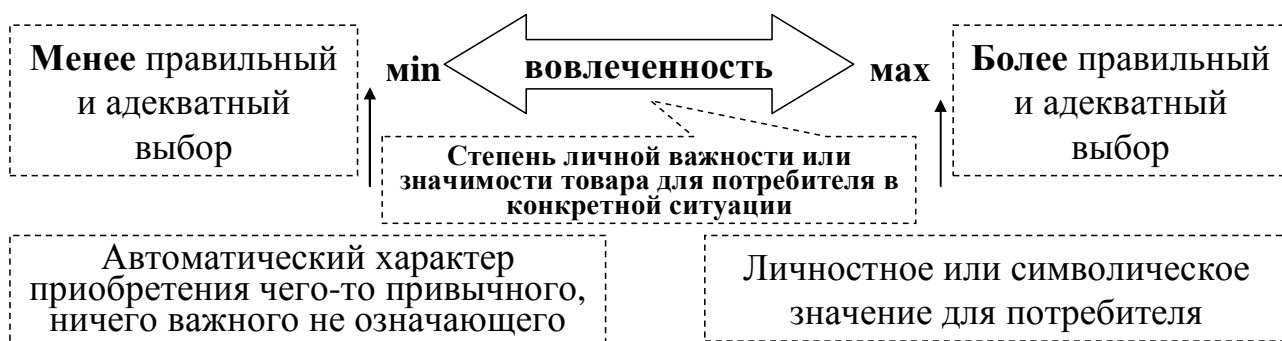 Менее правильный
и адекватный
выбор
min
вовлеченность
max
Более правильный
и адекватный
выбор
Степень личной важности или
значимости товара для потребителя в
конкретной ситуации
Автоматический характер
приобретения чего-то привычного,
ничего важного не означающего
Личностное или символическое
значение для потребителя